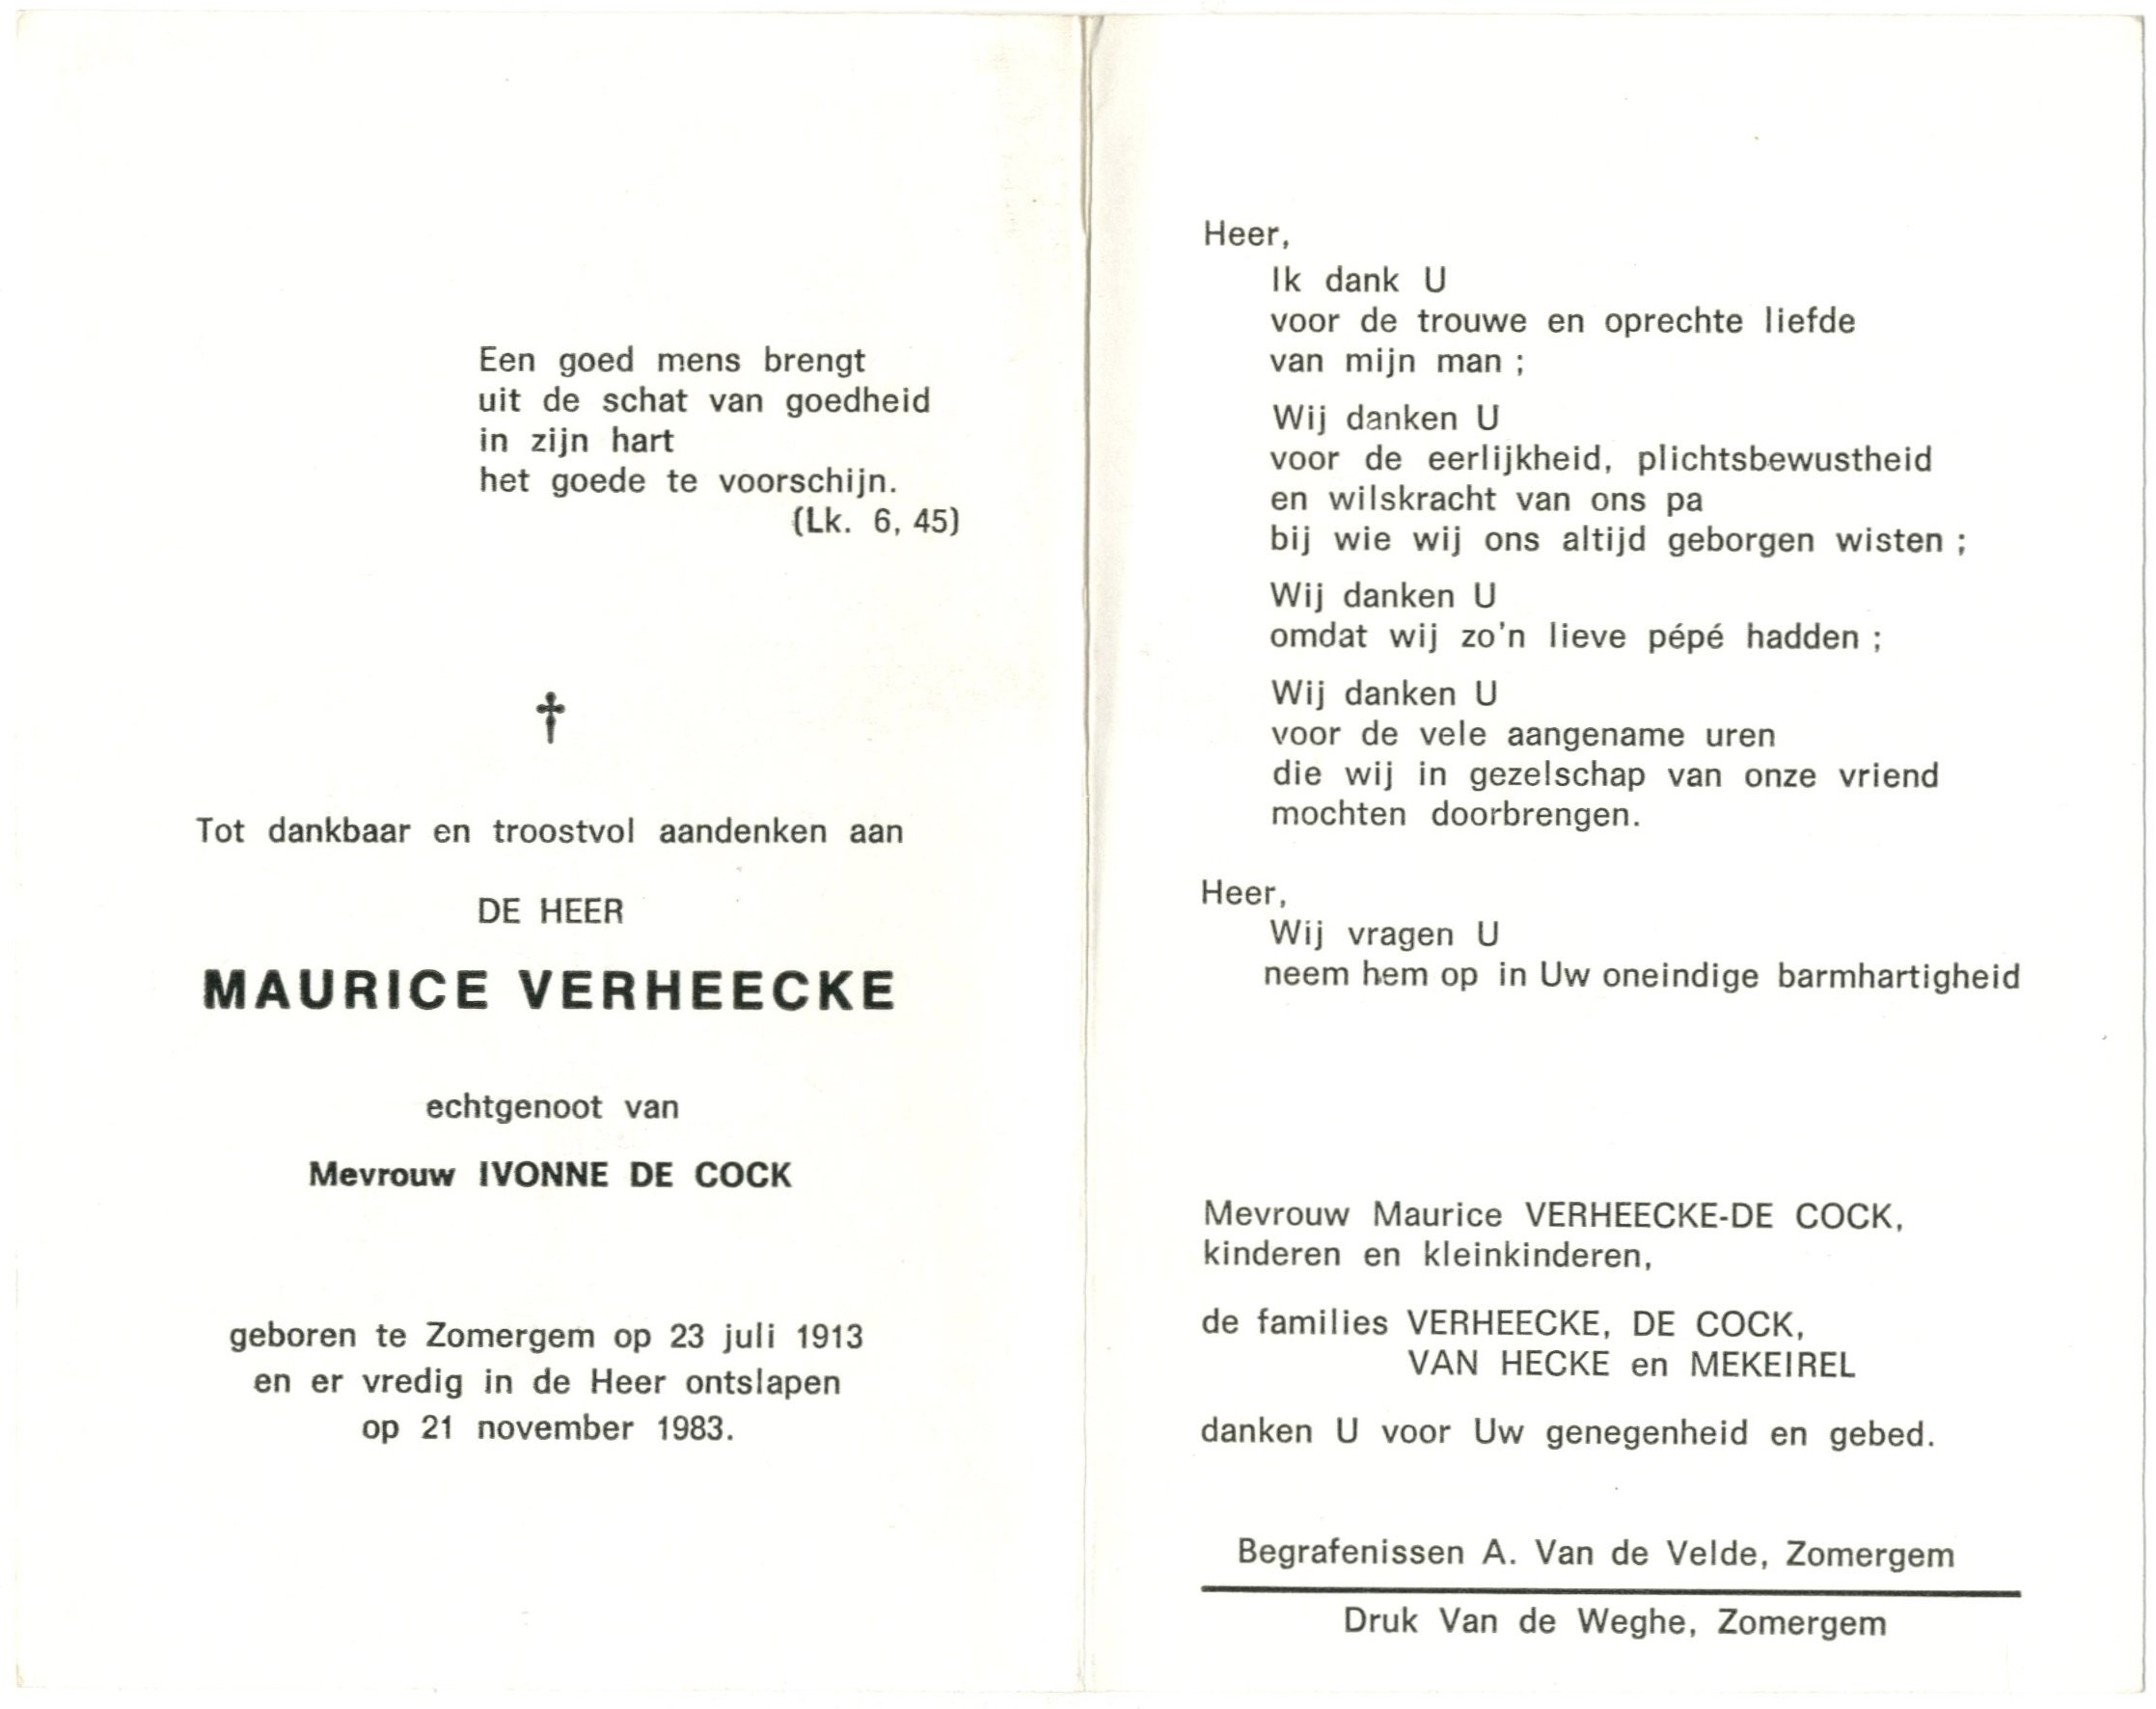 Een goed mens brengt
uit de schat van goedheid
in zijn hart
het goede te voorschijn.
(Lk. 6, 45)
†
Tot dankbaar en troostvol aandenken aan
DE HEER
MAURICE VERHEECKE
echtgenoot van
Mevrouw IVONNE DE COCK
geboren te Zomergem op 23 juli 1913
en er vredig in de Heer ontslapen
op 21 november 1983.
Heer,
Ik dank U
voor de trouwe en oprechte liefde
van mijn man ;
Wij danken U
voor de eerlijkheid, plichtsbewustheid
en wilskracht van ons pa
bij wie wij ons altijd geborgen wisten ;
Wij danken U
omdat wij zo'n lieve pépé hadden ;
Wij danken U
voor de vele aangename uren
die wij in gezelschap van onze vriend
mochten doorbrengen.
Heer,
Wij vragen U
neem hem op in Uw oneindige barmhartigheid
Mevrouw Maurice VERHEECKE-DE COCK,
kinderen en kleinkinderen,
de families VERHEECKE, DE COCK,
VAN HECKE en MEKEIREL
danken U voor Uw genegenheid en gebed.
Begrafenissen A. Van de Velde, Zomergem
Druk Van de Weghe, Zomergem